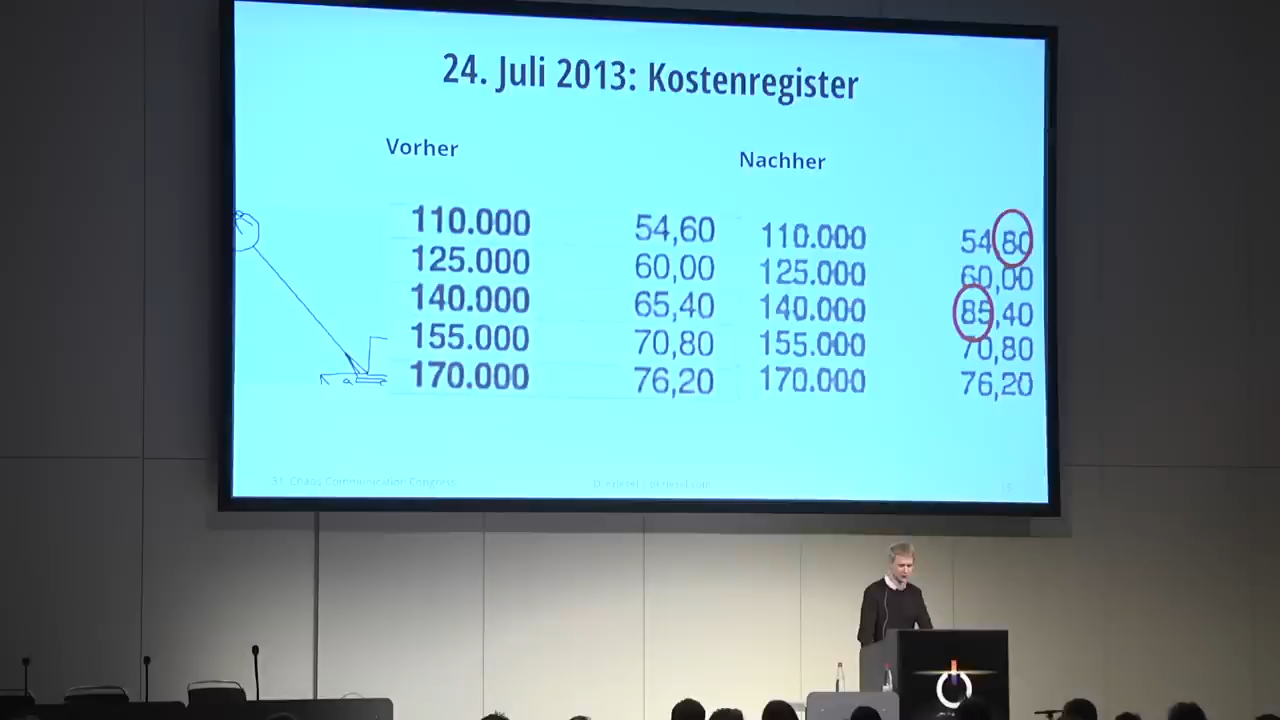 24. Juli 2013: Kostenregister
Vorher
Nachher
110.000 54,60 110.000 54,80
125.000 60,00 125.000 60,00
140.000 65,40 140.000 85,40
155.000 70,80 155.000 70,80
170.000 76,20 170.000 76,20
31. Chaos Communication Congress